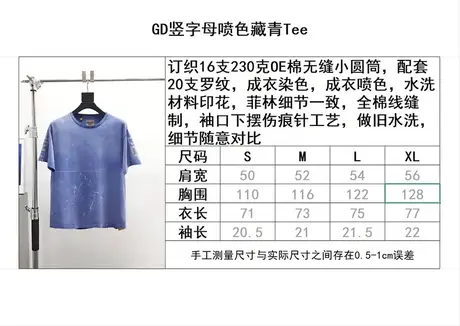 GD竖字母喷色藏青Tee
订织16支230克OE棉无缝小圆筒，配套
20支罗纹，成衣染色，成衣喷色，水洗
材料印花，菲林细节一致，全棉线缝
制，袖口下摆伤痕针工艺，做旧水洗，
细节随意对比
尺码 S M L XL
肩宽 50 52 54 56
胸围 110 116 122 128
衣长 71 73 75 77
袖长 20.5 21 21.5 22
手工测量尺寸与实际尺寸之间存在0.5-1cm误差